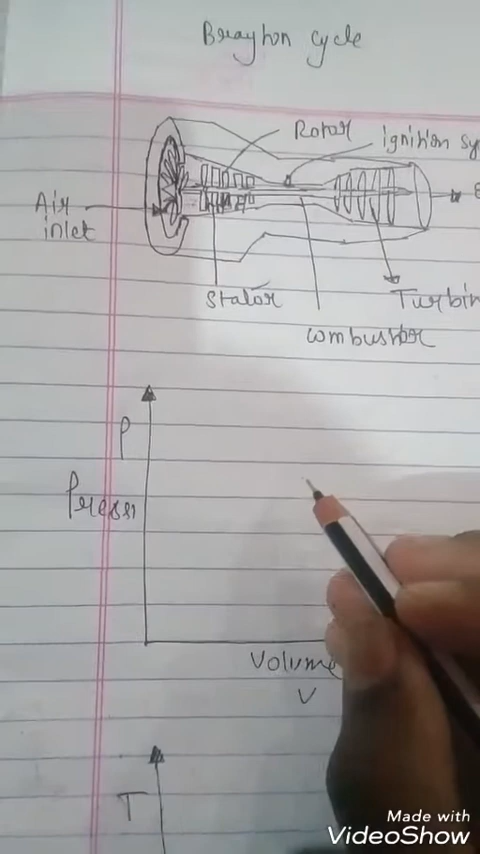 Brayton cycle
Rotor
ignition sy
Air
inlet
E
Stator
Turbin
Combustor
P
Pressu
Volume
V
T
Made with
VideoShow